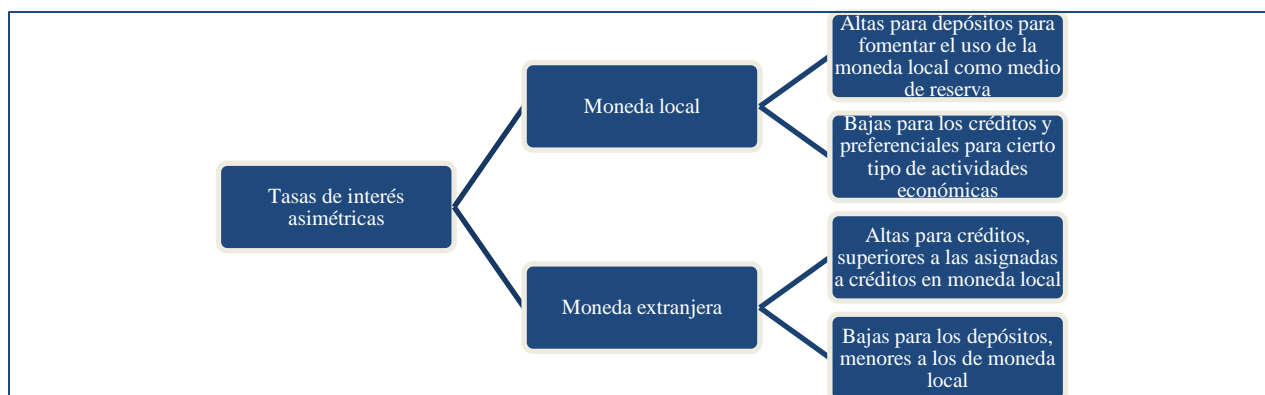 Tasas de interés
asimétricas
Moneda local
Altas para depósitos para
fomentar el uso de la
moneda local como medio
de reserva
Bajas para los créditos y
preferenciales para cierto
tipo de actividades
económicas
Moneda extranjera
Altas para créditos,
superiores a las asignadas
a créditos en moneda local
Bajas para los depósitos,
menores a los de moneda
local